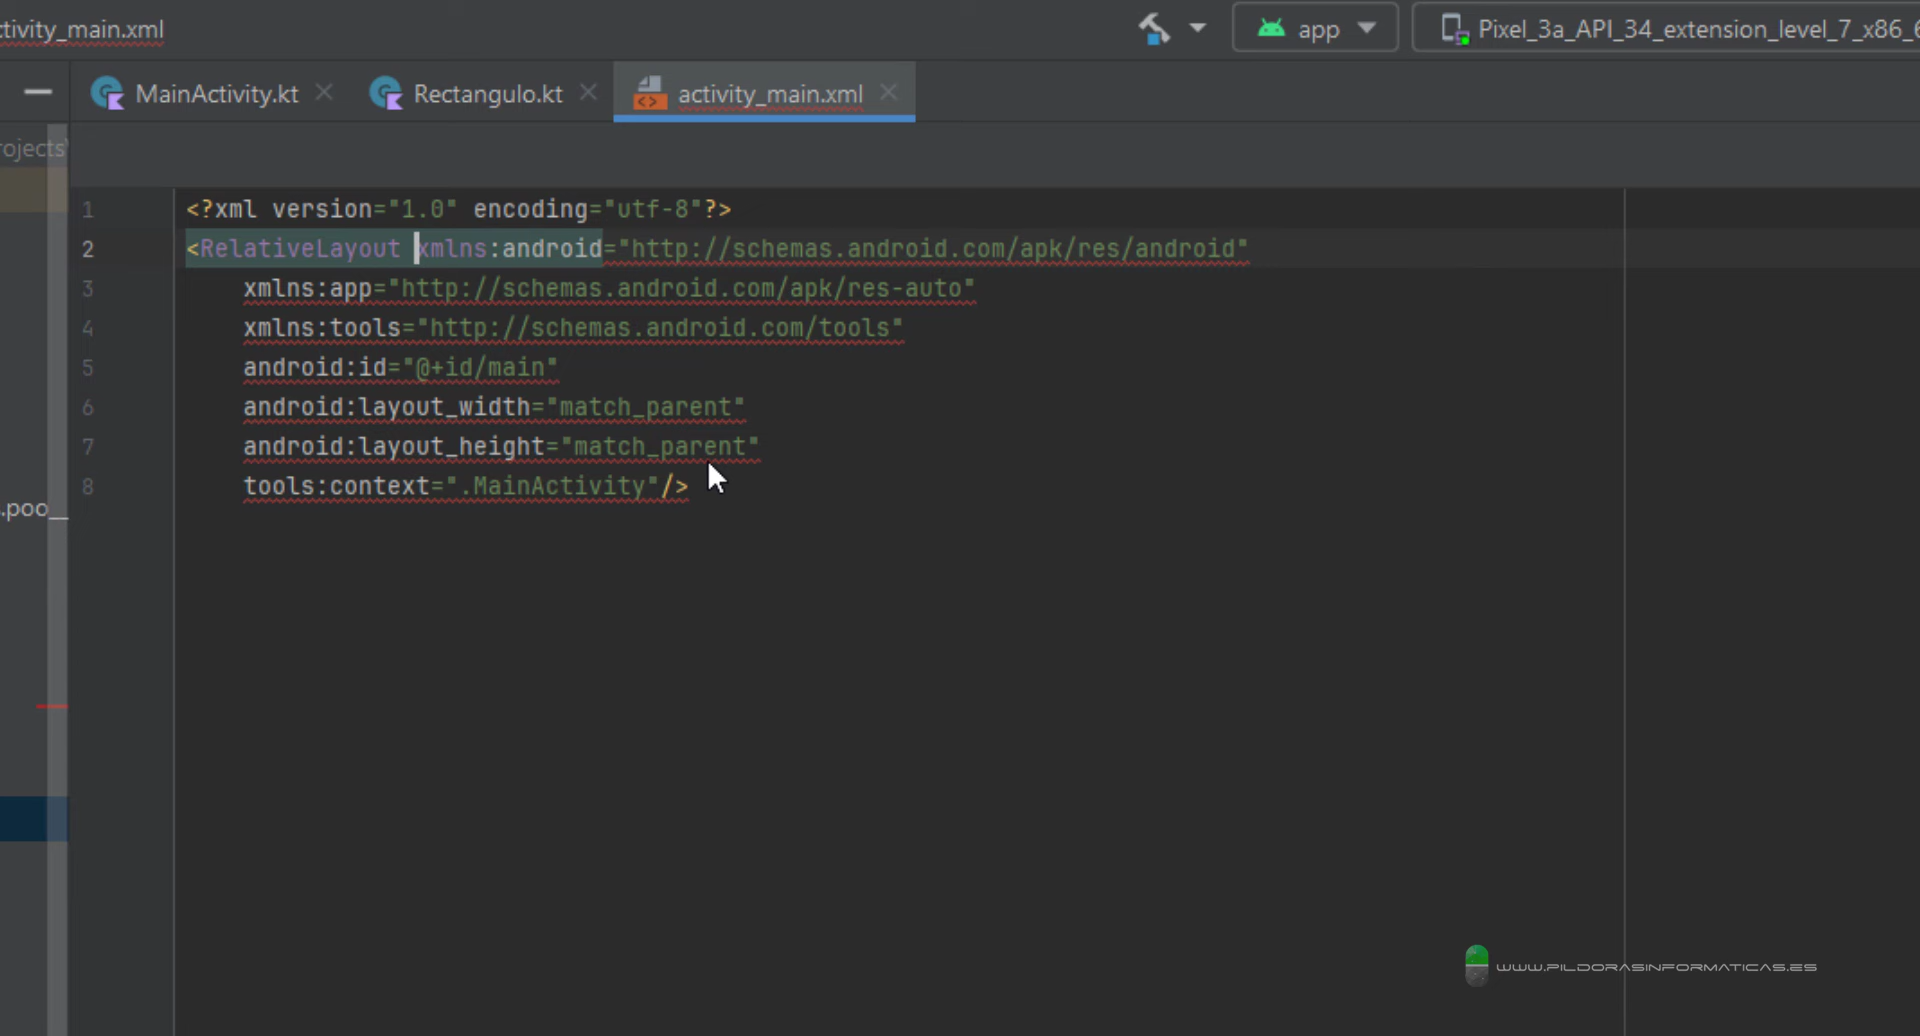 tivity_main.xml
app
Pixel_3a_API_34_extension_level_7_x86_6
MainActivity.kt
Rectangulo.kt
activity_main.xml
rojects\
1 <?xml version="1.0" encoding="utf-8"?>
2 <RelativeLayout xmlns:android="http://schemas.android.com/apk/res/android"
3 xmlns:app="http://schemas.android.com/apk/res-auto"
4 xmlns:tools="http://schemas.android.com/tools"
5 android:id="@+id/main"
6 android:layout_width="match_parent"
7 android:layout_height="match_parent"
8 tools:context=".MainActivity"/>
.poo__
WWW.PILDORASINFORMATICAS.ES